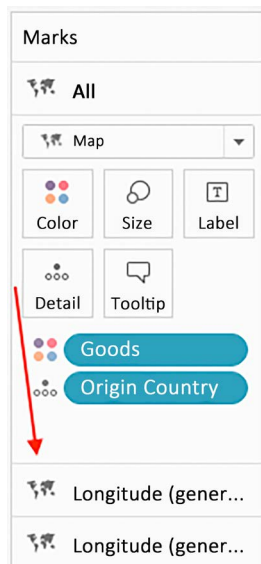 Marks
All
Map
Color Size Label
Detail Tooltip
Goods
Origin Country
Longitude (gener...
Longitude (gener...